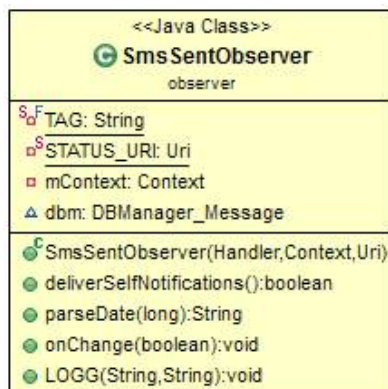 <<Java Class>>
SmsSentObserver
observer
TAG: String
STATUS_URI: Uri
mContext: Context
dbm: DBManager_Message
SmsSentObserver(Handler,Context,Uri)
deliverSelfNotifications():boolean
parseDate(long):String
onChange(boolean):void
LOGG(String,String):void